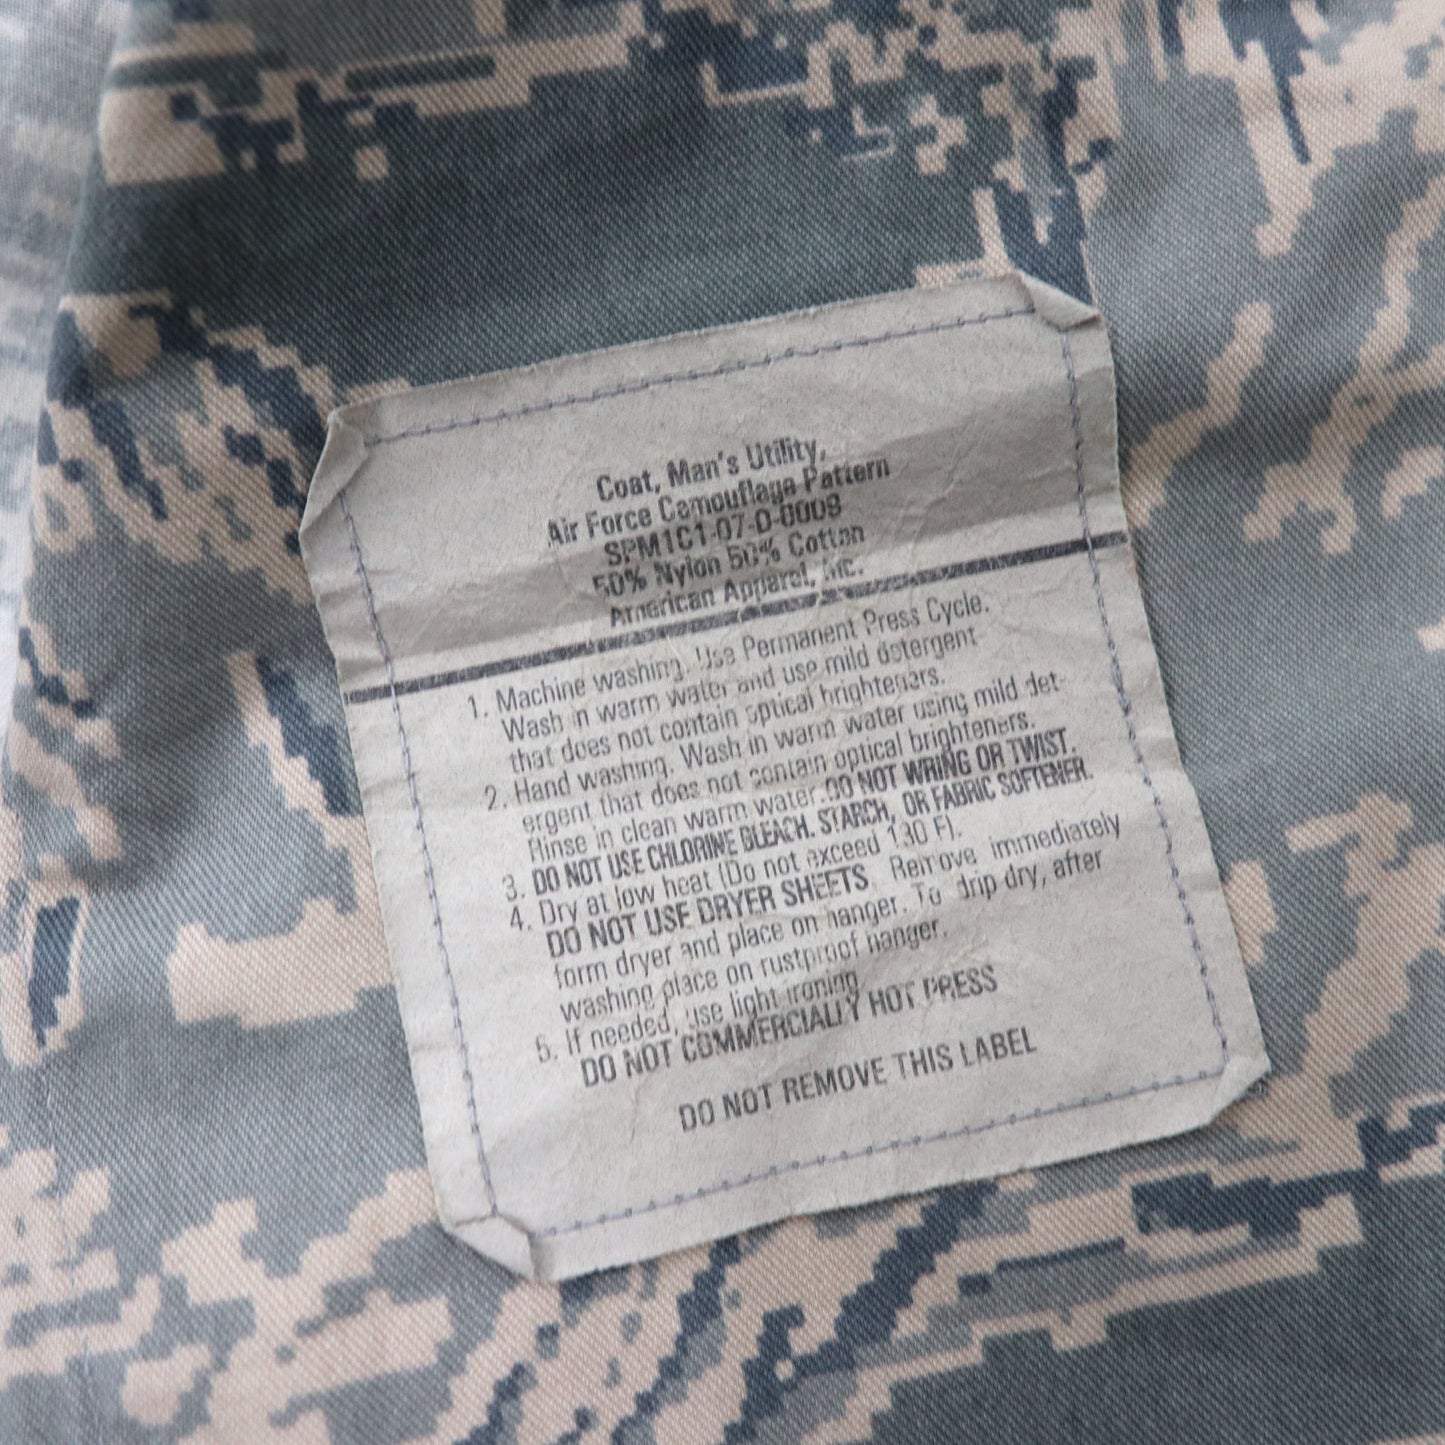 Coat, Man's Utility,
Air Force Camouflage Pattern
SPM1C1-07-D-0009
50% Nylon 50% Cotton
American Apparel, Inc.
1. Machine washing. Use Permanent Press Cycle.
Wash in warm water and use mild detergent
that does not contain optical brighteners.
2. Hand washing. Wash in warm water using mild det-
ergent that does not contain optical brighteners.
Rinse in clean warm water. DO NOT WRING OR TWIST.
3. DO NOT USE CHLORINE BLEACH. STARCH, OR FABRIC SOFTENER.
4. Dry at low heat (Do not exceed 130 F).
DO NOT USE DRYER SHEETS. Remove immediately
form dryer and place on hanger. To drip dry, after
washing place on rustproof hanger.
5. If needed, use light ironing
DO NOT COMMERCIALLY HOT PRESS
DO NOT REMOVE THIS LABEL